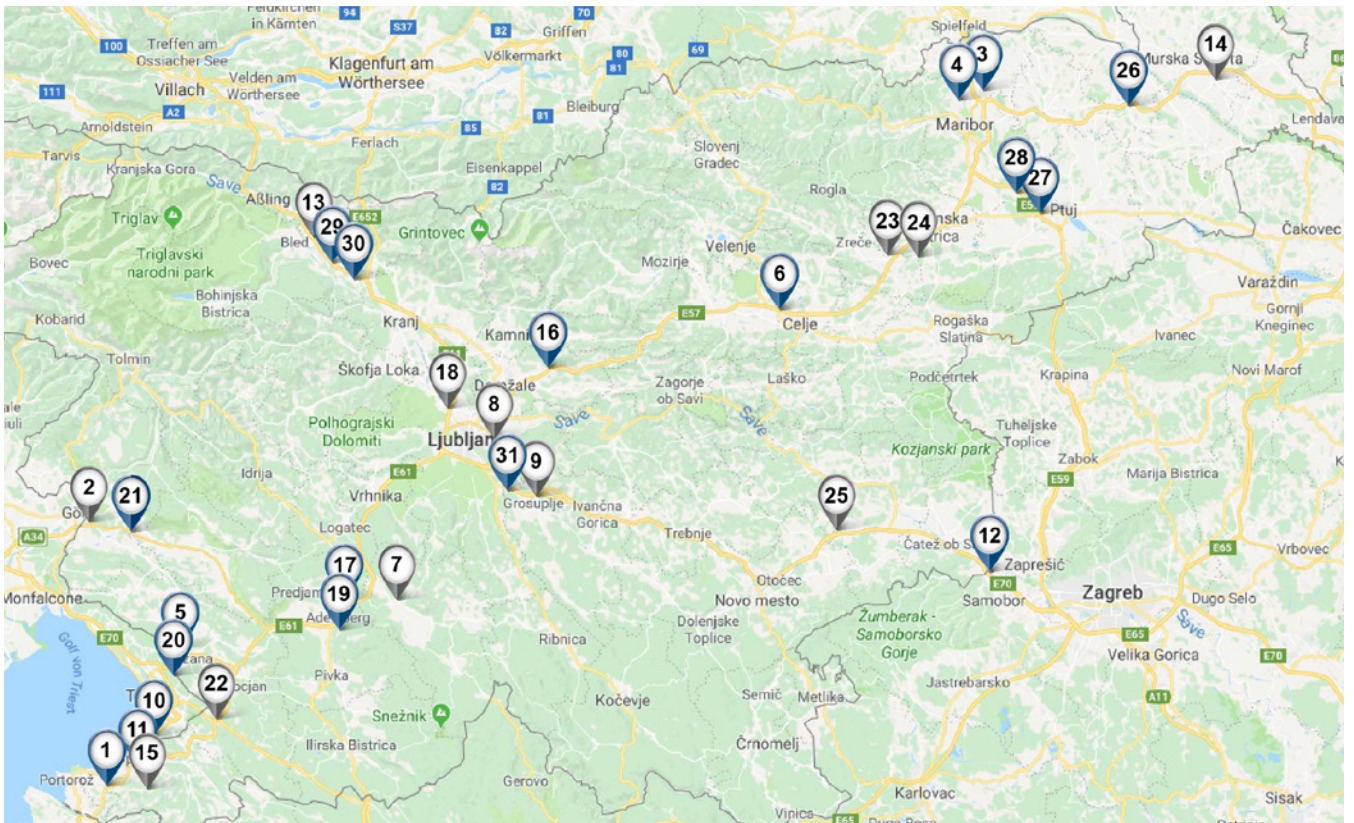 Feldkirchen
in Kärnten
94
S37
82
Griffen
70
Spielfeld
100
Treffen am
Ossiacher See
Klagenfurt am
Wörthersee
Völkermarkt
80
81
69
4
3
14
26
Velden am
Wörthersee
Villach
111
A2
Bleiburg
Arnoldstein
85
81
Maribor
Lendava
Tarvis
Ferlach
Kranjska Gora
Eisenkappel
82
Slovenj
Gradec
28
27
Save
Aßling
13
Rogla
Ptuj
Triglav
29
E652
Grintovec
23
24
Čakovec
Bled
30
Velenje
Zreče
Bovec
Triglavski
narodni park
Mozirje
6
Varaždin
Bohinjska
Bistrica
E57
Celje
Gornji
Kneginec
Kobarid
Kranj
16
Rogaška
Slatina
Ivanec
Tolmin
Škofja Loka
18
Zagorje
ob Savi
Laško
Podčetrtek
Krapina
Novi Marof
8
Polhograjski
Dolomiti
Save
Save
Tuheljske
Toplice
Kozjanski park
Zabok
Idrija
E61
31
9
E59
Marija Bistrica
2
21
Vrhnika
Grosuplje
Ivančna
Gorica
25
A34
Logatec
Trebnje
12
E65
Vrbovec
17
7
Zaprešić
Otočec
E70
Zagreb
Monfalcone
19
Novo mesto
Samobor
Dugo Selo
5
E61
Dolenjske
Toplice
Žumberak -
Samoborsko
Gorje
Save
E70
20
Ribnica
E65
Golf von Triest
Velika Gorica
E70
22
Pivka
Jastrebarsko
10
Kočevje
Semič
Metlika
A11
11
Snežnik
1
15
Ilirska Bistrica
Črnomelj
Portorož
Gerovo
Karlovac
Sisak
Vinica
E65